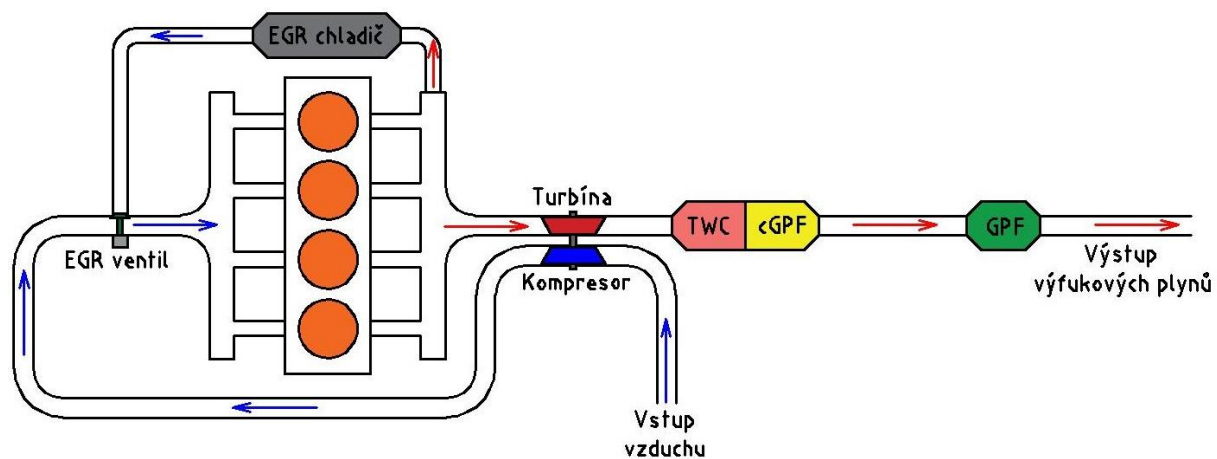 EGR chladič
Turbína
TWC
cGPF
GPF
EGR ventil
Kompresor
Výstup
výfukových plynů
Vstup
vzduchu